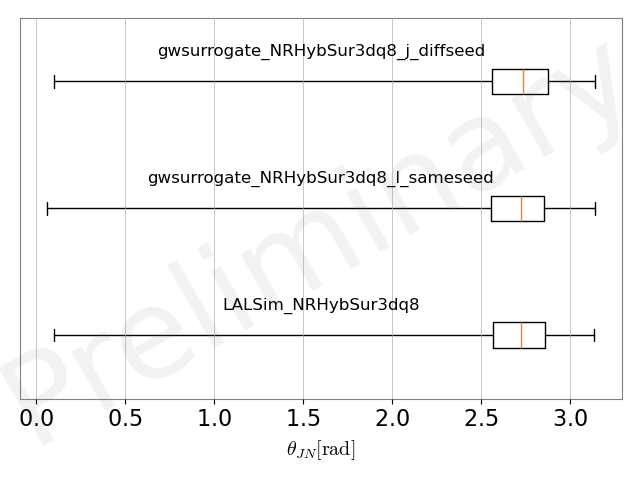 gwsurrogate_NRHybSur3dq8_j_diffseed
gwsurrogate_NRHybSur3dq8_l_sameseed
LALSim_NRHybSur3dq8
Preliminary
0.0 0.5 1.0 1.5 2.0 2.5 3.0
θ_JN[rad]